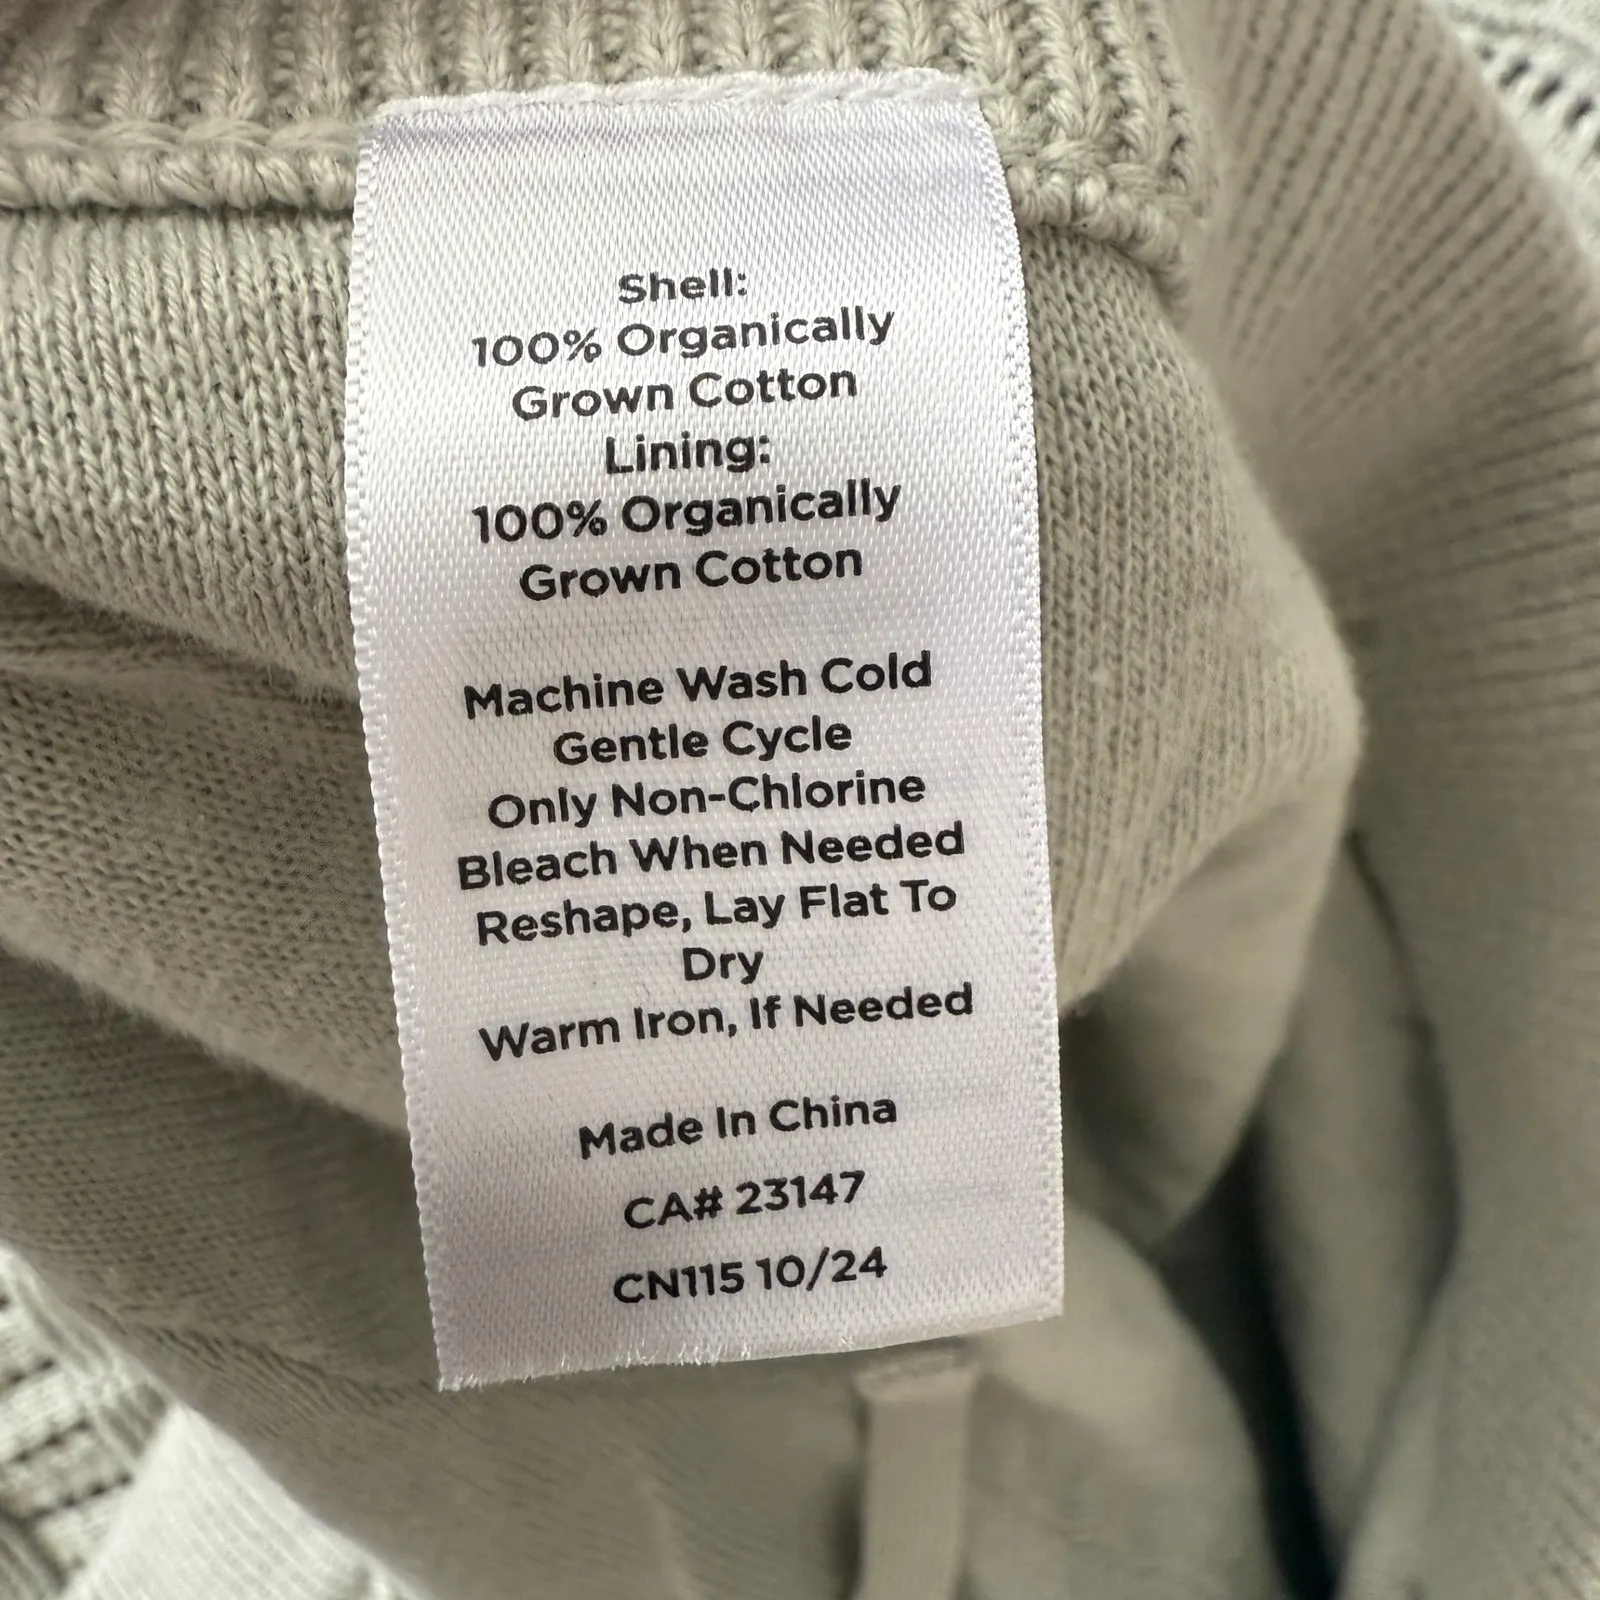 Shell:
100% Organically
Grown Cotton
Lining:
100% Organically
Grown Cotton
Machine Wash Cold
Gentle Cycle
Only Non-Chlorine
Bleach When Needed
Reshape, Lay Flat To
Dry
Warm Iron, If Needed
Made In China
CA# 23147
CN115 10/24